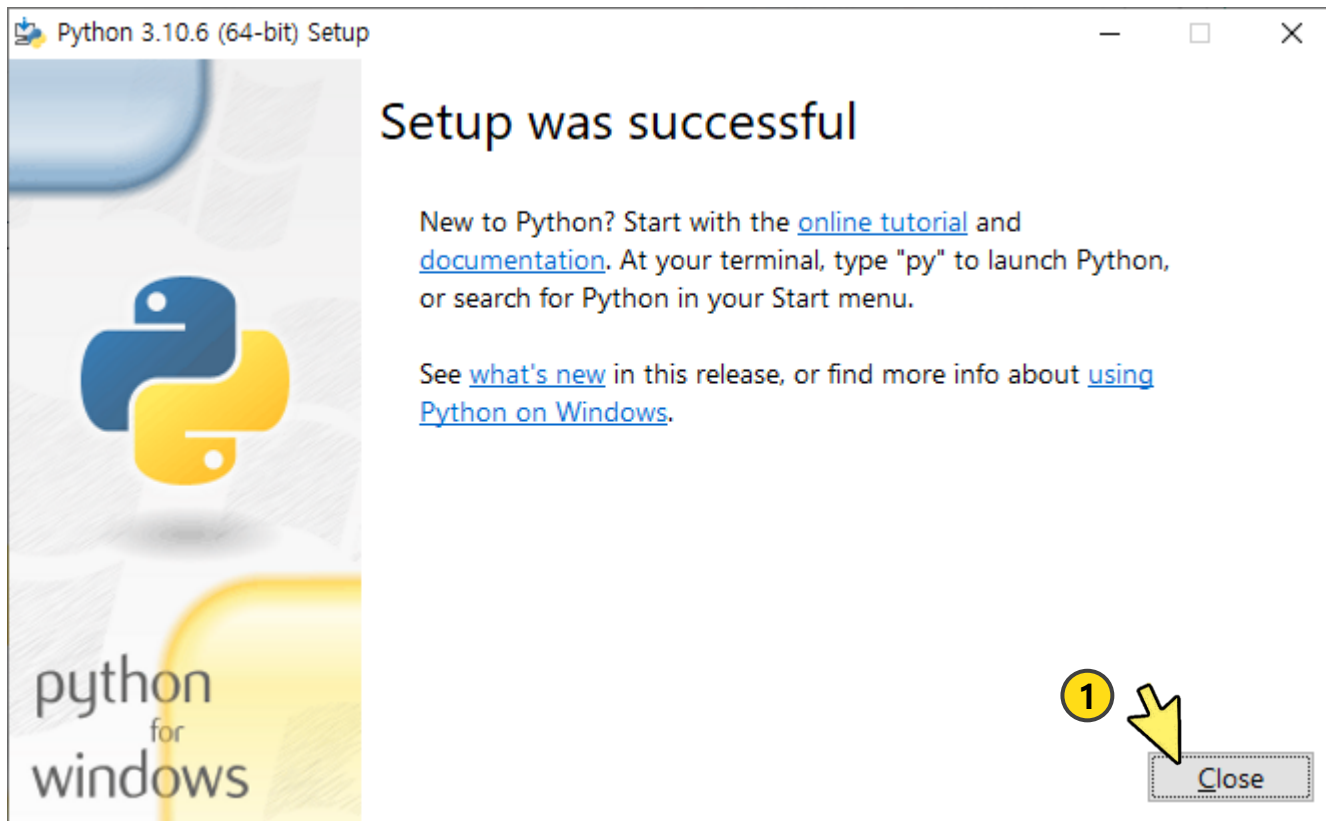 Python 3.10.6 (64-bit) Setup
Setup was successful
New to Python? Start with the online tutorial and
documentation. At your terminal, type "py" to launch Python,
or search for Python in your Start menu.
See what's new in this release, or find more info about using
Python on Windows.
python
for
windows
1
Close